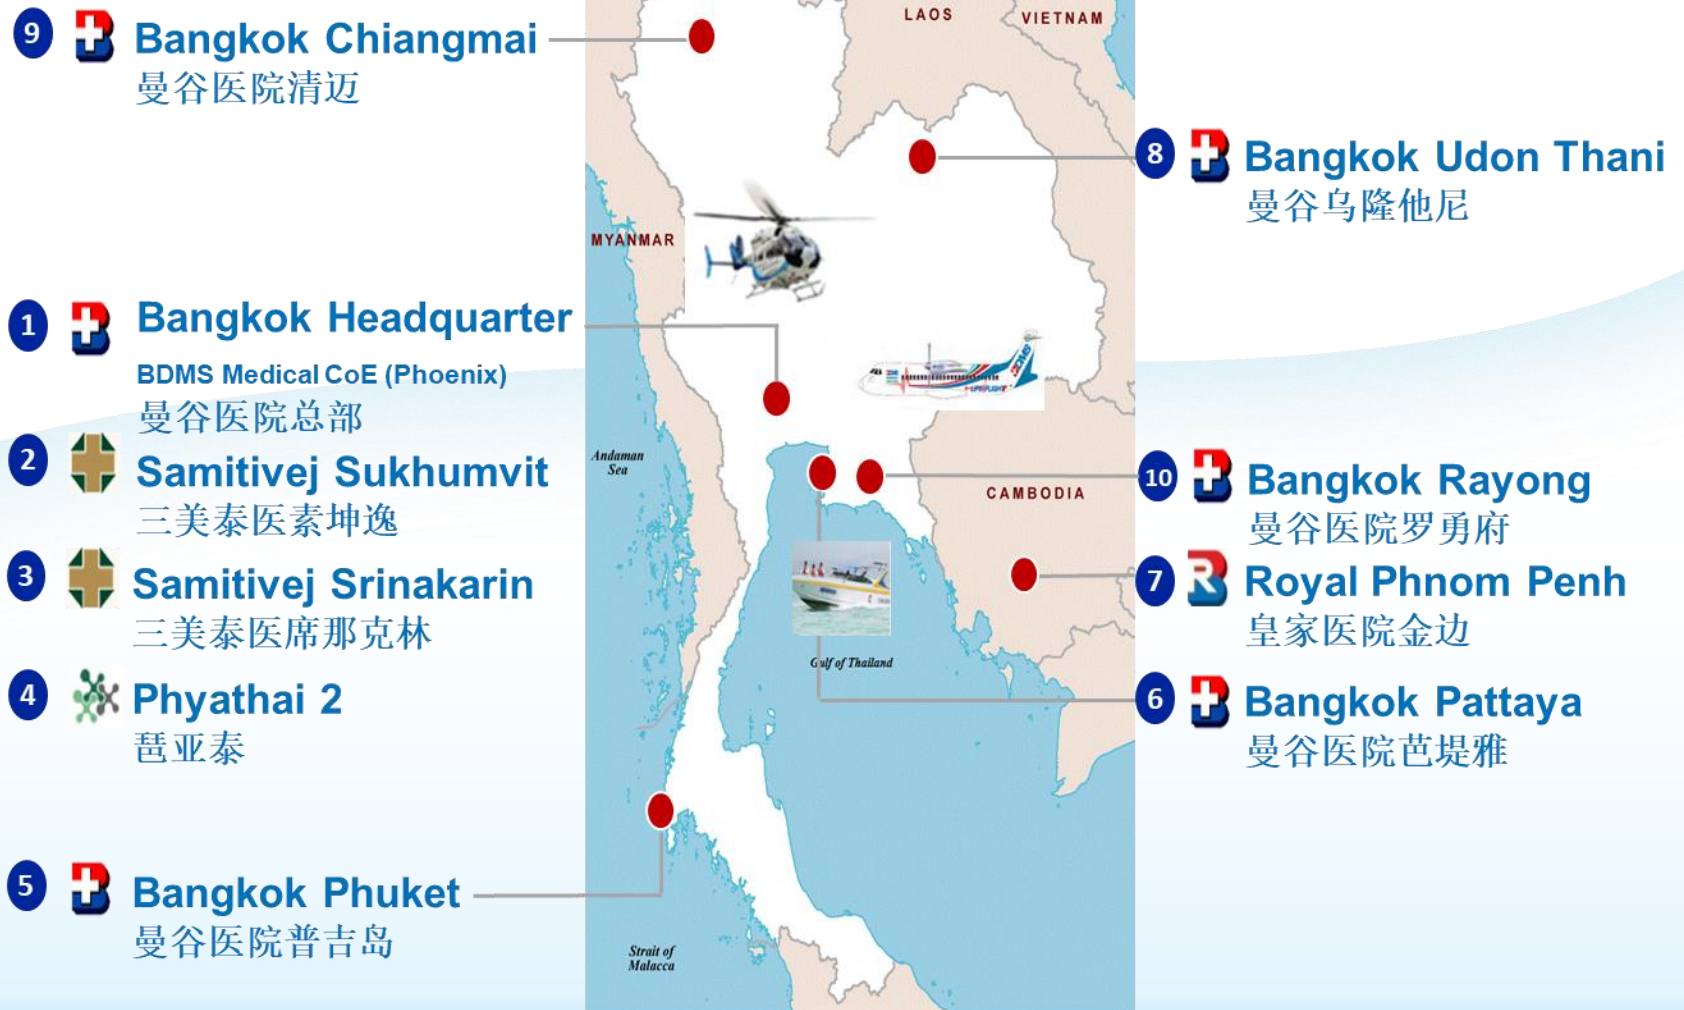 9
Bangkok Chiangmai
曼谷医院清迈
1
Bangkok Headquarter
BDMS Medical CoE (Phoenix)
曼谷医院总部
2
Samitivej Sukhumvit
三美泰医素坤逸
3
Samitivej Srinakarin
三美泰医席那克林
4
Phyathai 2
琶亚泰
5
Bangkok Phuket
曼谷医院普吉岛
LAOS
VIETNAM
MYANMAR
BDMS
Andaman
Sea
CAMBODIA
Gulf of Thailand
Strait of
Malacca
8
Bangkok Udon Thani
曼谷乌隆他尼
10
Bangkok Rayong
曼谷医院罗勇府
7
R
Royal Phnom Penh
皇家医院金边
6
Bangkok Pattaya
曼谷医院芭堤雅